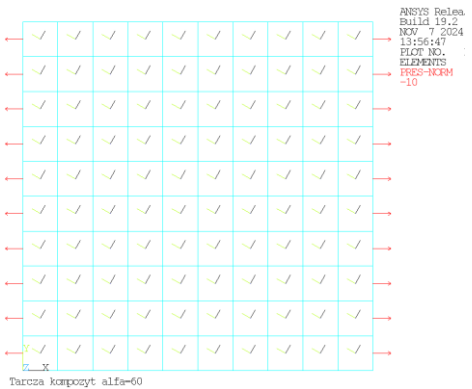 ANSYS Relea
Build 19.2
NOV 7 2024
13:56:47
PLOT NO.
ELEMENTS
PRES-NORM
-10
Y
Z X
Tarcza kompozyt alfa=60